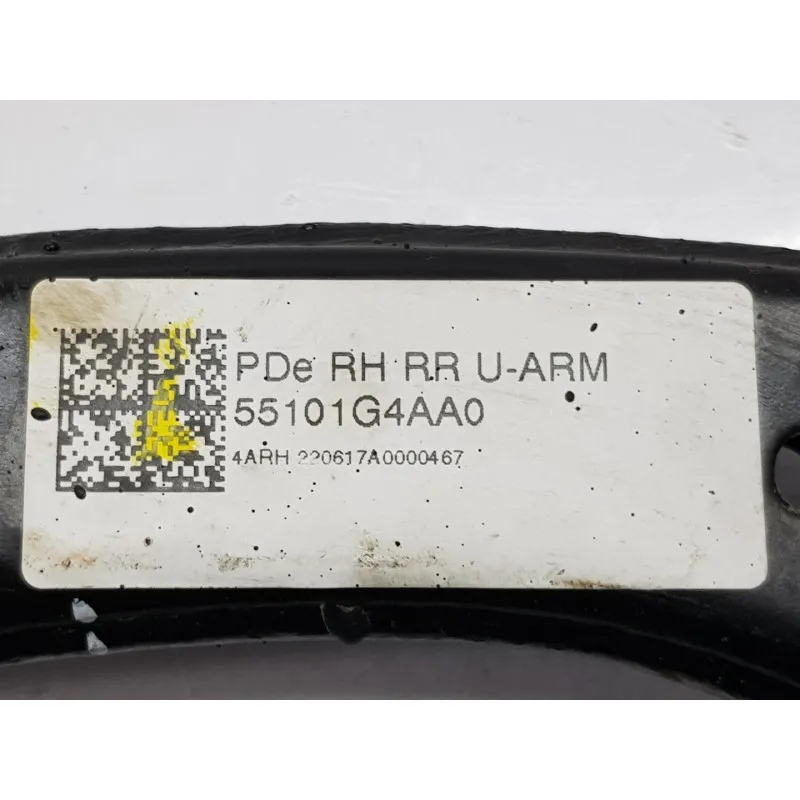 PDe RH RR U-ARM
55101G4AA0
4ARH 220617A0000467